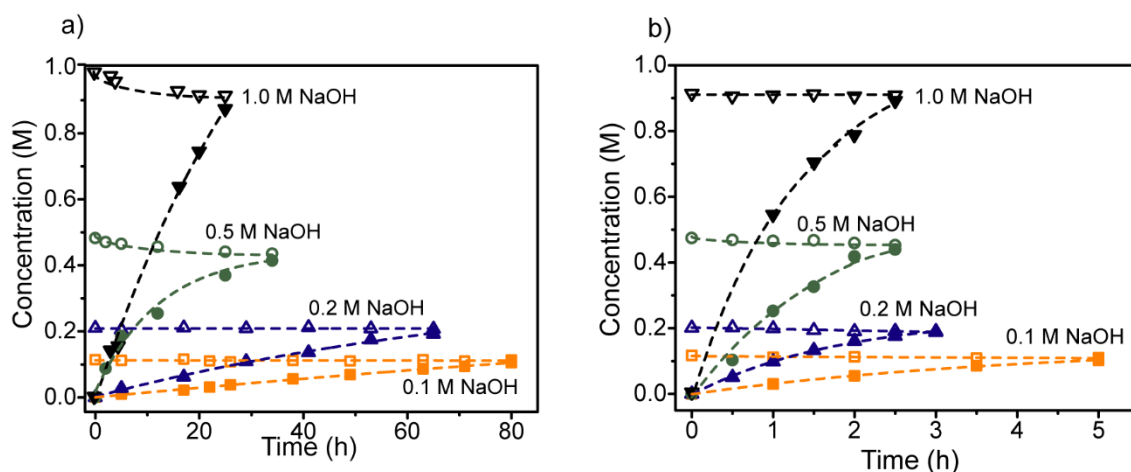 a)
Concentration (M)
1.0
0.8
0.6
0.4
0.2
0.0
1.0 M NaOH
0.5 M NaOH
0.2 M NaOH
0.1 M NaOH
0 20 40 60 80
Time (h)
b)
Concentration (M)
1.0
0.8
0.6
0.4
0.2
0.0
1.0 M NaOH
0.5 M NaOH
0.2 M NaOH
0.1 M NaOH
0 1 2 3 4 5
Time (h)